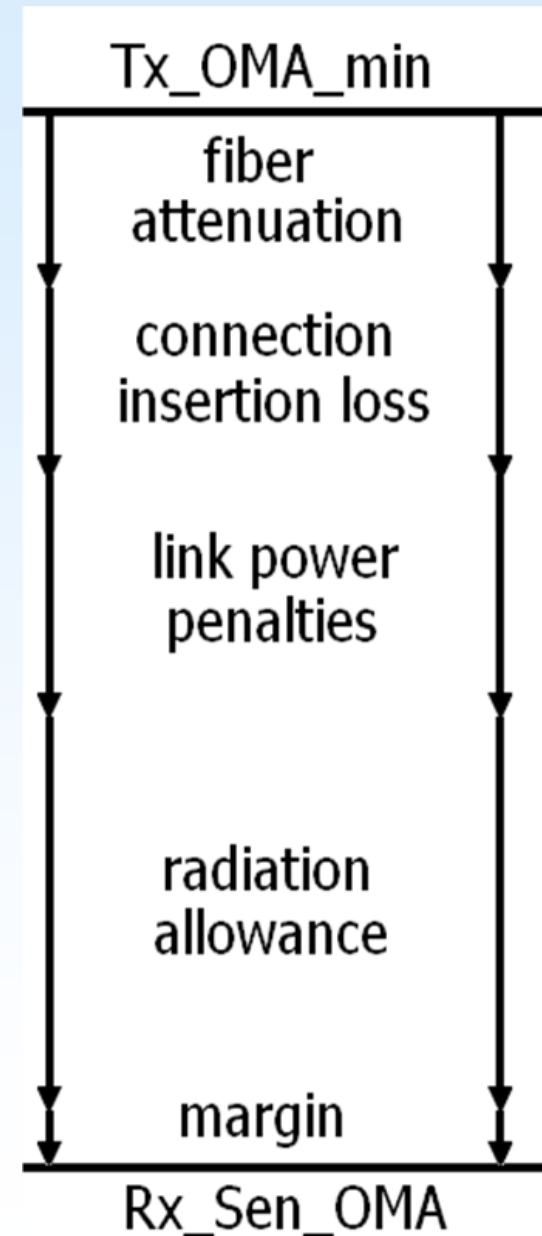 Tx_OMA_min
fiber
attenuation
connection
insertion loss
link power
penalties
radiation
allowance
margin
Rx_Sen_OMA